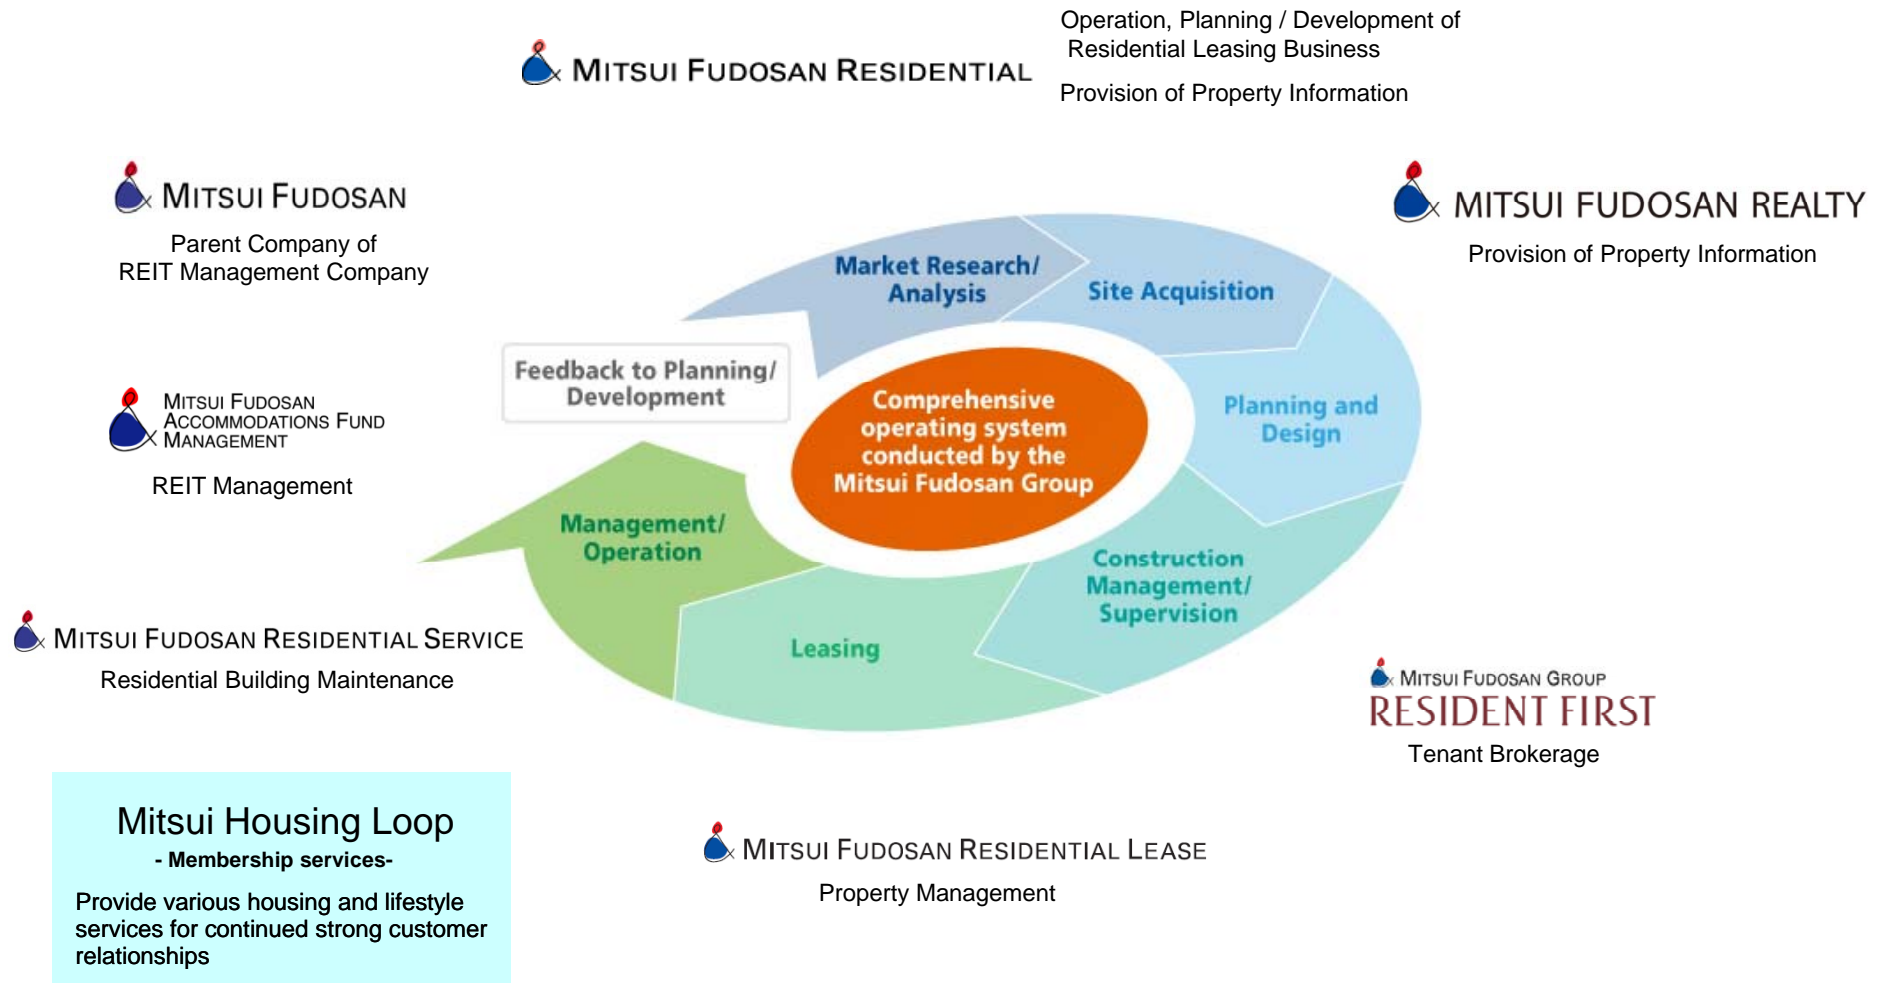 Operation, Planning / Development of
Residential Leasing Business
MITSUI FUDOSAN RESIDENTIAL
Provision of Property Information
MITSUI FUDOSAN
Parent Company of
REIT Management Company
MITSUI FUDOSAN REALTY
Provision of Property Information
Market Research/
Analysis
Site Acquisition
Feedback to Planning/
Development
Planning and
Design
Comprehensive
operating system
conducted by the
Mitsui Fudosan Group
MITSUI FUDOSAN
ACCOMMODATIONS FUND
MANAGEMENT
REIT Management
Management/
Operation
Construction
Management/
Supervision
Leasing
MITSUI FUDOSAN RESIDENTIAL SERVICE
Residential Building Maintenance
MITSUI FUDOSAN GROUP
RESIDENT FIRST
Tenant Brokerage
Mitsui Housing Loop
- Membership services-
Provide various housing and lifestyle
services for continued strong customer
relationships
MITSUI FUDOSAN RESIDENTIAL LEASE
Property Management